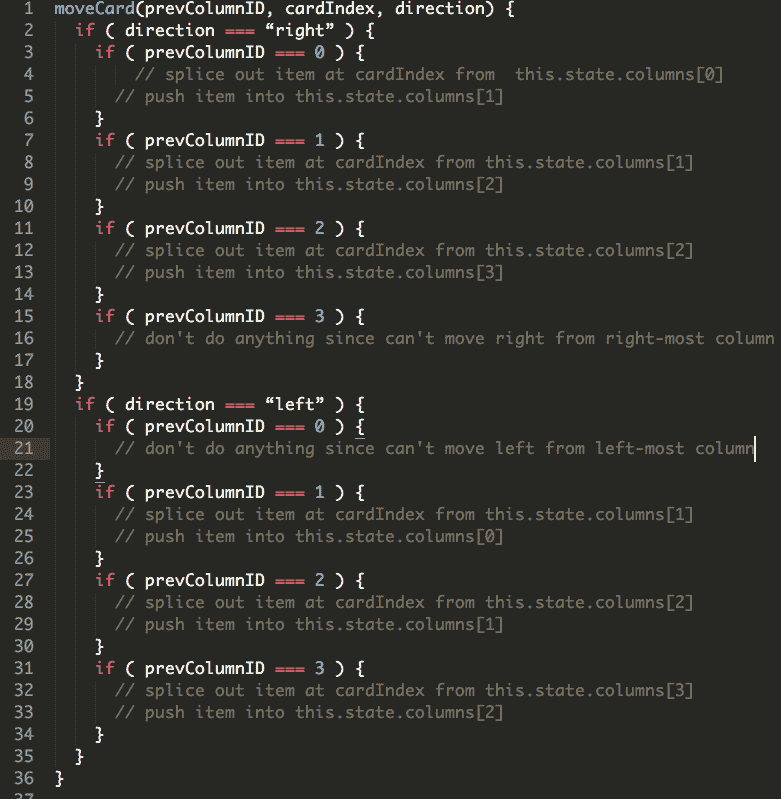 1 moveCard(prevColumnID, cardIndex, direction) {
2   if ( direction === “right” ) {
3     if ( prevColumnID === 0 ) {
4         // splice out item at cardIndex from  this.state.columns[0]
5       // push item into this.state.columns[1]
6     }
7     if ( prevColumnID === 1 ) {
8       // splice out item at cardIndex from this.state.columns[1]
9       // push item into this.state.columns[2]
10     }
11     if ( prevColumnID === 2 ) {
12       // splice out item at cardIndex from this.state.columns[2]
13       // push item into this.state.columns[3]
14     }
15     if ( prevColumnID === 3 ) {
16       // don't do anything since can't move right from right-most column
17     }
18   }
19   if ( direction === “left” ) {
20     if ( prevColumnID === 0 ) {
21       // don't do anything since can't move left from left-most column
22     }
23     if ( prevColumnID === 1 ) {
24       // splice out item at cardIndex from this.state.columns[1]
25       // push item into this.state.columns[0]
26     }
27     if ( prevColumnID === 2 ) {
28       // splice out item at cardIndex from this.state.columns[2]
29       // push item into this.state.columns[1]
30     }
31     if ( prevColumnID === 3 ) {
32       // splice out item at cardIndex from this.state.columns[3]
33       // push item into this.state.columns[2]
34     }
35   }
36 }
37